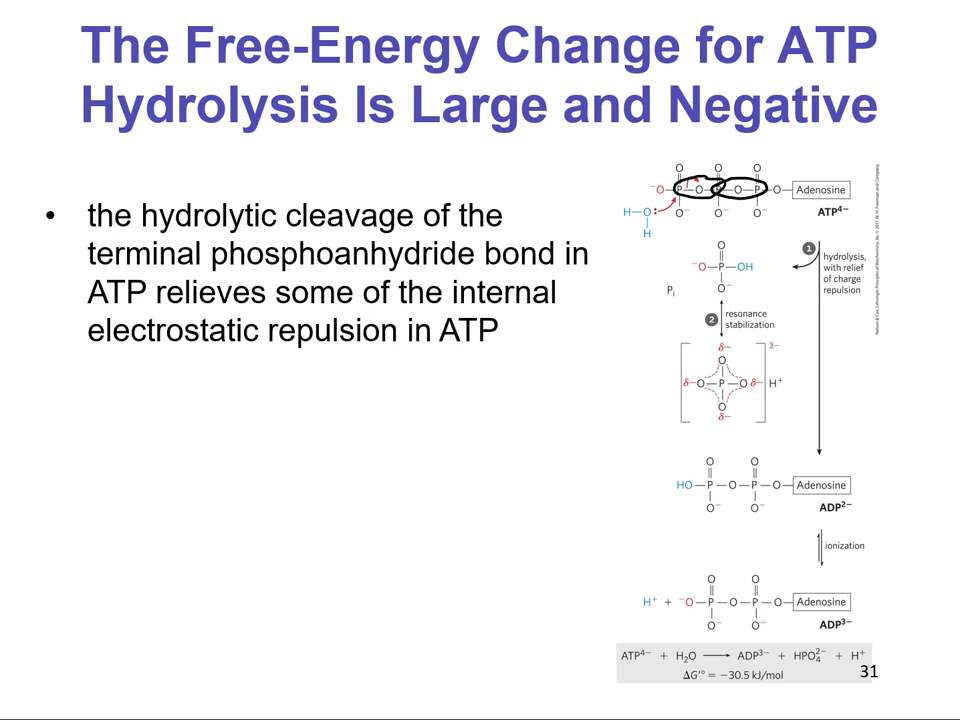 The Free-Energy Change for ATP
Hydrolysis Is Large and Negative
• the hydrolytic cleavage of the
terminal phosphoanhydride bond in
ATP relieves some of the internal
electrostatic repulsion in ATP
O O O
⁻O—P—O—P—O—P—O—Adenosine
H—O: O⁻ O⁻ O⁻ ATP⁴⁻
H
O
⁻O—P—OH
O⁻
Pi
1 hydrolysis,
with relief
of charge
repulsion
2 resonance
stabilization
δ− 3−
O
δ−O—P—O δ− H⁺
O
δ−
O O
HO—P—O—P—O—Adenosine
O⁻ O⁻ ADP²⁻
ionization
O O
H⁺ + ⁻O—P—O—P—O—Adenosine
O⁻ O⁻ ADP³⁻
ATP⁴⁻ + H₂O ⟶ ADP³⁻ + HPO₄²⁻ + H⁺
ΔG′° = −30.5 kJ/mol
31